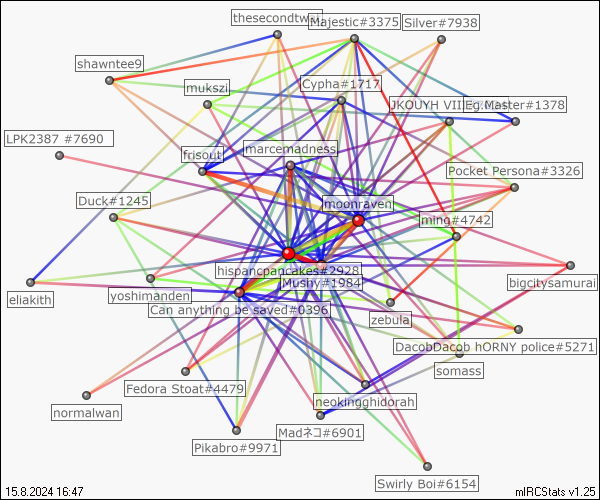 thesecondtwin
Majestic#3375
Silver#7938
shawntee9
mukszi
Cypha#1717
JKOUYH VIII
Master#1378
LPK2387 #7690
frisout
marcemadness
Pocket Persona#3326
Duck#1245
moonraven
ming#4742
hispancpancakes#2928
bigcitysamurai
eliakith
yoshimanden
Mushy#1984
Can anything be saved#0396
zebula
DacobDacob hORNY police#5271
somass
Fedora Stoat#4479
neokingghidorah
normalwan
Madネコ#6901
Pikabro#9971
Swirly Boi#6154
15.8.2024 16:47
mIRCStats v1.25